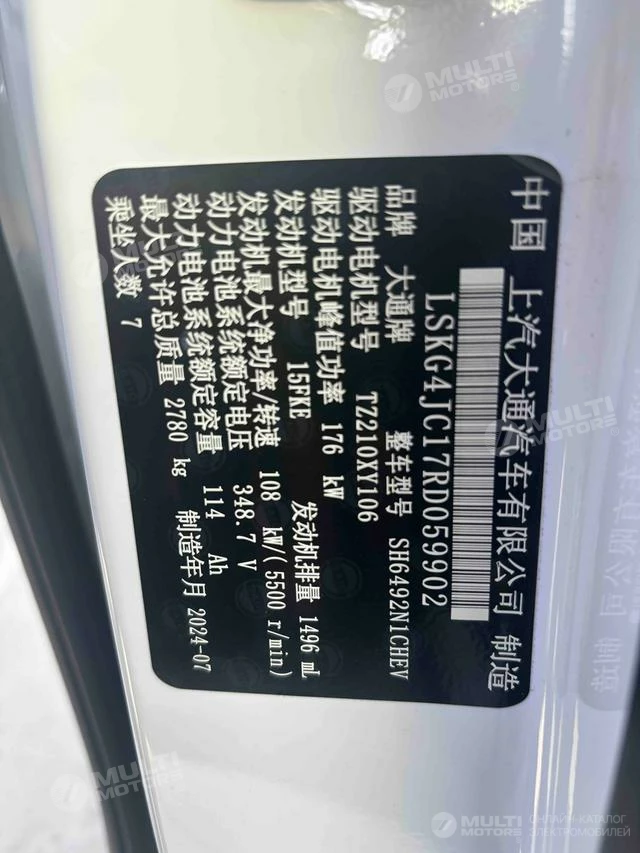 中国 上汽大通汽车有限公司 制造
LSKG4JC17RD059902
品牌 大通牌 整车型号 SH6492N1CHEV
驱动电机型号 TZ210XY106
驱动电机峰值功率 176 kW
发动机型号 15FKE 发动机排量 1496 mL
发动机最大净功率/转速 108 kW/(5500 r/min)
动力电池系统额定电压 348.7 V
动力电池系统额定容量 114 Ah
最大允许总质量 2780 kg 制造年月 2024-07
乘坐人数 7
MULTI MOTORS
MULTI MOTORS
MULTI MOTORS
ОНЛАЙН-КАТАЛОГ
ЭЛЕКТРОМОБИЛЕЙ